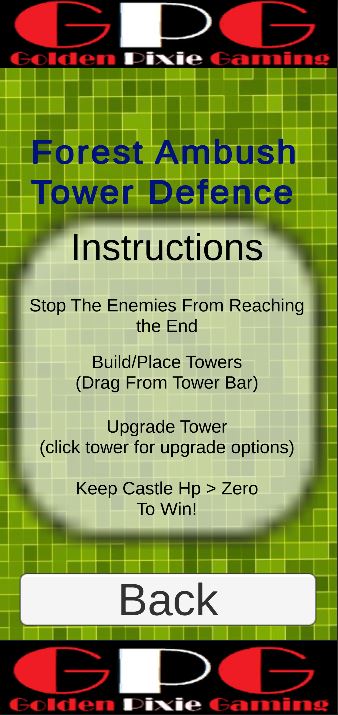 GPG
Golden Pixie Gaming
Forest Ambush
Tower Defence
Instructions
Stop The Enemies From Reaching
the End
Build/Place Towers
(Drag From Tower Bar)
Upgrade Tower
(click tower for upgrade options)
Keep Castle Hp > Zero
To Win!
Back
GPG
Golden Pixie Gaming